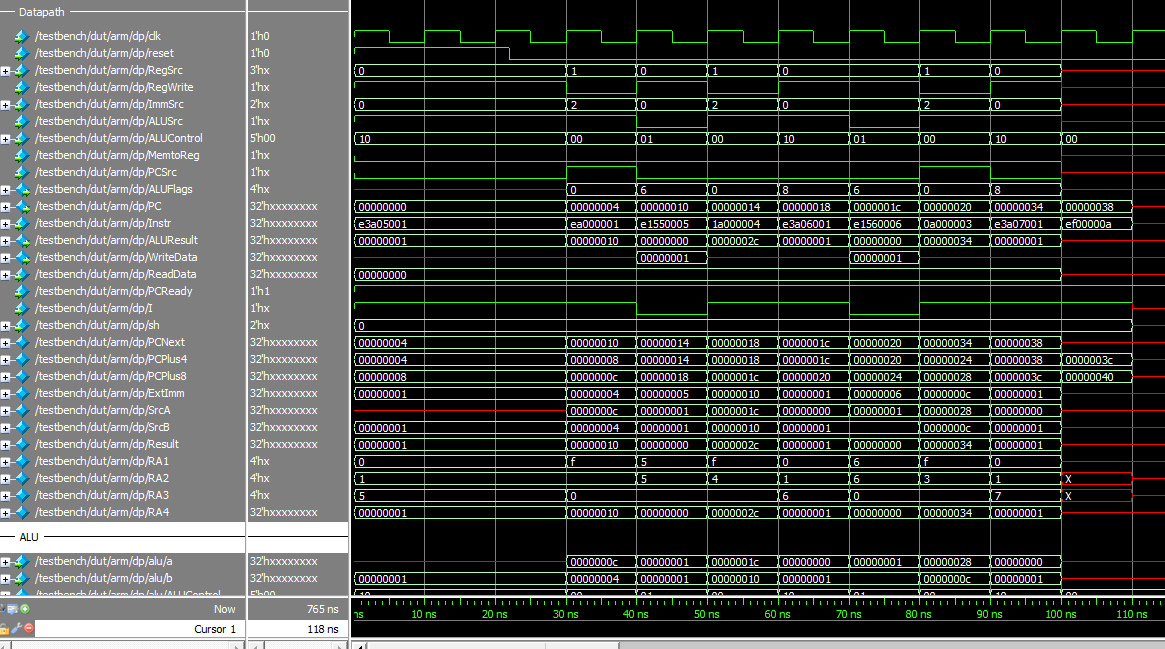 Datapath
/testbench/dut/arm/dp/clk 1'h0
/testbench/dut/arm/dp/reset 1'h0
/testbench/dut/arm/dp/RegSrc 3'hx 0 1 0 1 0 1 0
/testbench/dut/arm/dp/RegWrite 1'hx
/testbench/dut/arm/dp/ImmSrc 2'hx 0 2 0 2 0 2 0
/testbench/dut/arm/dp/ALUSrc 1'hx
/testbench/dut/arm/dp/ALUControl 5'h00 10 00 01 00 10 01 00 10 00
/testbench/dut/arm/dp/MemtoReg 1'hx
/testbench/dut/arm/dp/PCSrc 1'hx
/testbench/dut/arm/dp/ALUFlags 4'hx 0 6 0 8 6 0 8
/testbench/dut/arm/dp/PC 32'hxxxxxxxx 00000000 00000004 00000010 00000014 00000018 0000001c 00000020 00000034 00000038
/testbench/dut/arm/dp/Instr 32'hxxxxxxxx e3a05001 ea000001 e1550005 1a000004 e3a06001 e1560006 0a000003 e3a07001 ef00000a
/testbench/dut/arm/dp/ALUResult 32'hxxxxxxxx 00000001 00000010 00000000 0000002c 00000001 00000000 00000034 00000001
/testbench/dut/arm/dp/WriteData 32'hxxxxxxxx 00000001 00000001
/testbench/dut/arm/dp/ReadData 32'hxxxxxxxx 00000000
/testbench/dut/arm/dp/PCReady 1'h1
/testbench/dut/arm/dp/I 1'hx
/testbench/dut/arm/dp/sh 2'hx 0
/testbench/dut/arm/dp/PCNext 32'hxxxxxxxx 00000004 00000010 00000014 00000018 0000001c 00000020 00000034 00000038
/testbench/dut/arm/dp/PCPlus4 32'hxxxxxxxx 00000004 00000008 00000014 00000018 0000001c 00000020 00000024 00000038 0000003c
/testbench/dut/arm/dp/PCPlus8 32'hxxxxxxxx 00000008 0000000c 00000018 0000001c 00000020 00000024 00000028 0000003c 00000040
/testbench/dut/arm/dp/ExtImm 32'hxxxxxxxx 00000001 00000004 00000005 00000010 00000001 00000006 0000000c 00000001
/testbench/dut/arm/dp/SrcA 32'hxxxxxxxx 0000000c 00000001 0000001c 00000000 00000001 00000028 00000000
/testbench/dut/arm/dp/SrcB 32'hxxxxxxxx 00000001 00000004 00000001 00000010 00000001 0000000c 00000001
/testbench/dut/arm/dp/Result 32'hxxxxxxxx 00000001 00000010 00000000 0000002c 00000001 00000000 00000034 00000001
/testbench/dut/arm/dp/RA1 4'hx 0 f 5 f 0 6 f 0
/testbench/dut/arm/dp/RA2 4'hx 1 5 4 1 6 3 1 X
/testbench/dut/arm/dp/RA3 4'hx 5 0 6 0 7 X
/testbench/dut/arm/dp/RA4 32'hxxxxxxxx 00000001 00000010 00000000 0000002c 00000001 00000000 00000034 00000001
ALU
/testbench/dut/arm/dp/alu/a 32'hxxxxxxxx 0000000c 00000001 0000001c 00000000 00000001 00000028 00000000
/testbench/dut/arm/dp/alu/b 32'hxxxxxxxx 00000001 00000004 00000001 00000010 00000001 0000000c 00000001
/testbench/dut/arm/dp/alu/ALUControl 5'h00 10 00 01 00 10 01 00 10 00
Now 765 ns ns 10 ns 20 ns 30 ns 40 ns 50 ns 60 ns 70 ns 80 ns 90 ns 100 ns 110 ns
Cursor 1 118 ns